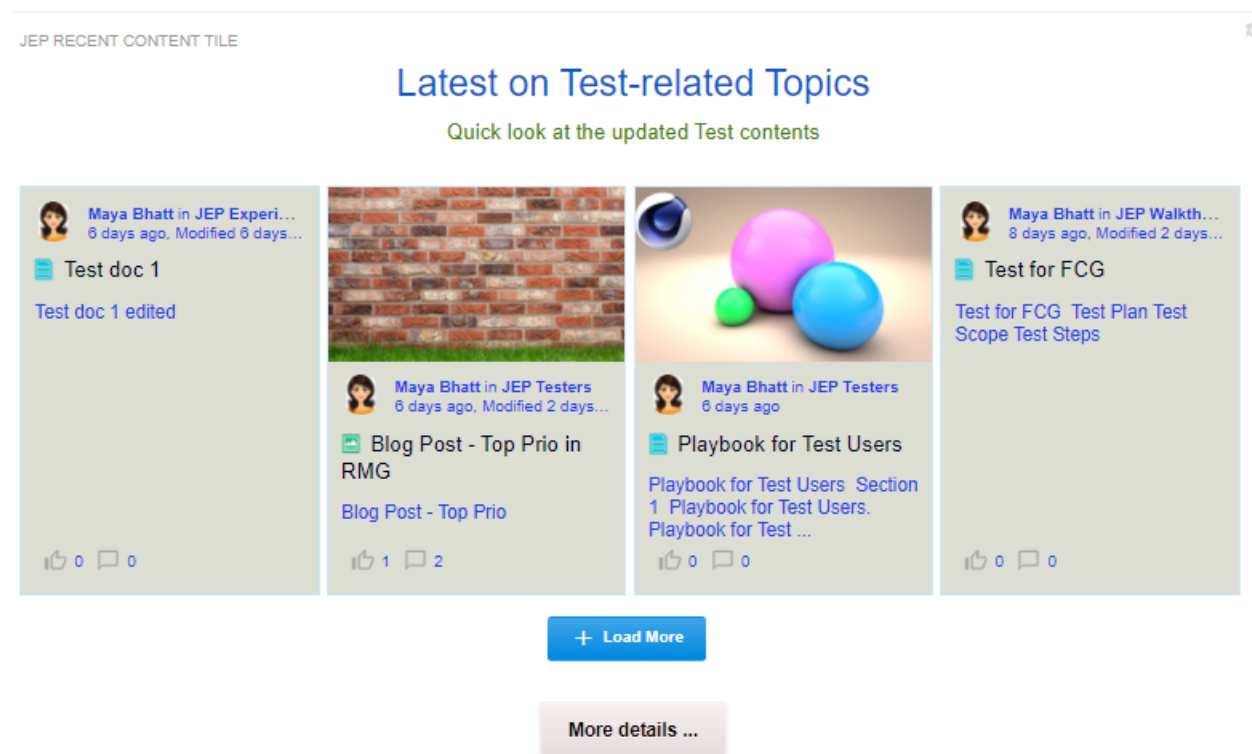 JEP RECENT CONTENT TILE
Latest on Test-related Topics
Quick look at the updated Test contents
Maya Bhatt in JEP Experi...
6 days ago, Modified 6 days...
Test doc 1
Test doc 1 edited
0 0
Maya Bhatt in JEP Testers
6 days ago, Modified 2 days...
Blog Post - Top Prio in
RMG
Blog Post - Top Prio
1 2
Maya Bhatt in JEP Testers
6 days ago
Playbook for Test Users
Playbook for Test Users Section
1 Playbook for Test Users.
Playbook for Test ...
0 0
Maya Bhatt in JEP Walkth...
8 days ago, Modified 2 days...
Test for FCG
Test for FCG Test Plan Test
Scope Test Steps
0 0
+ Load More
More details ...